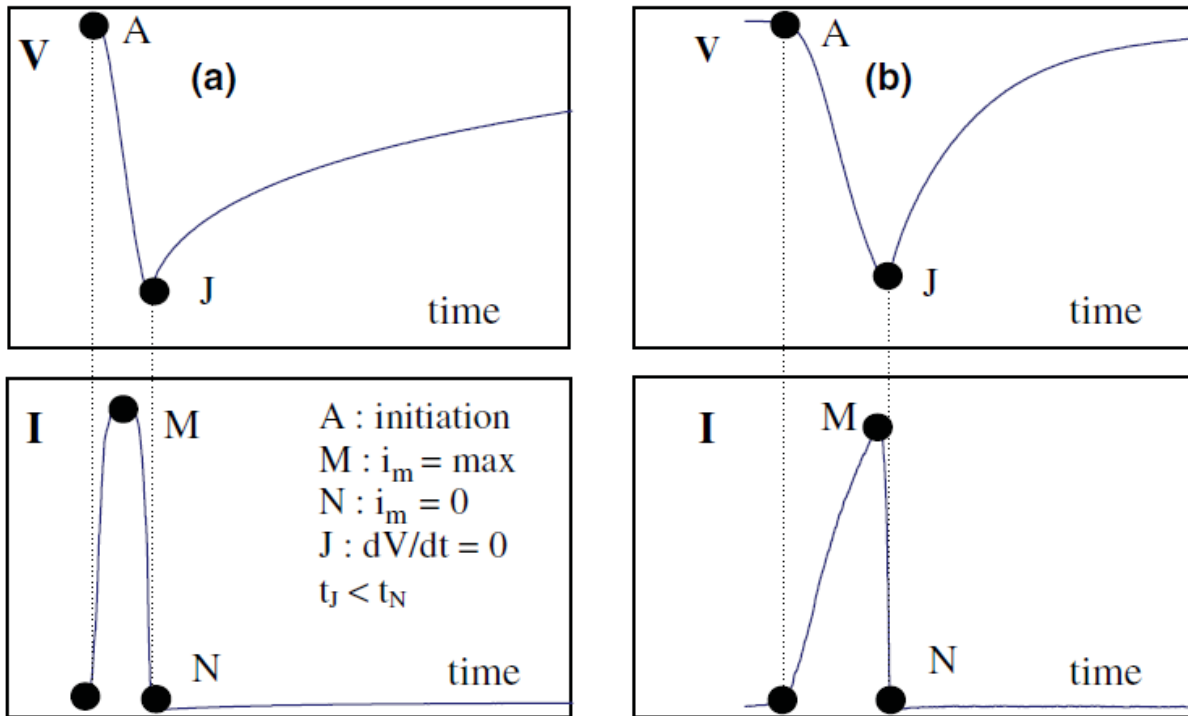 V
A
(a)
J
time
V
A
(b)
J
time
I
M
A : initiation
M : i_m = max
N : i_m = 0
J : dV/dt = 0
t_J < t_N
N
time
I
M
N
time